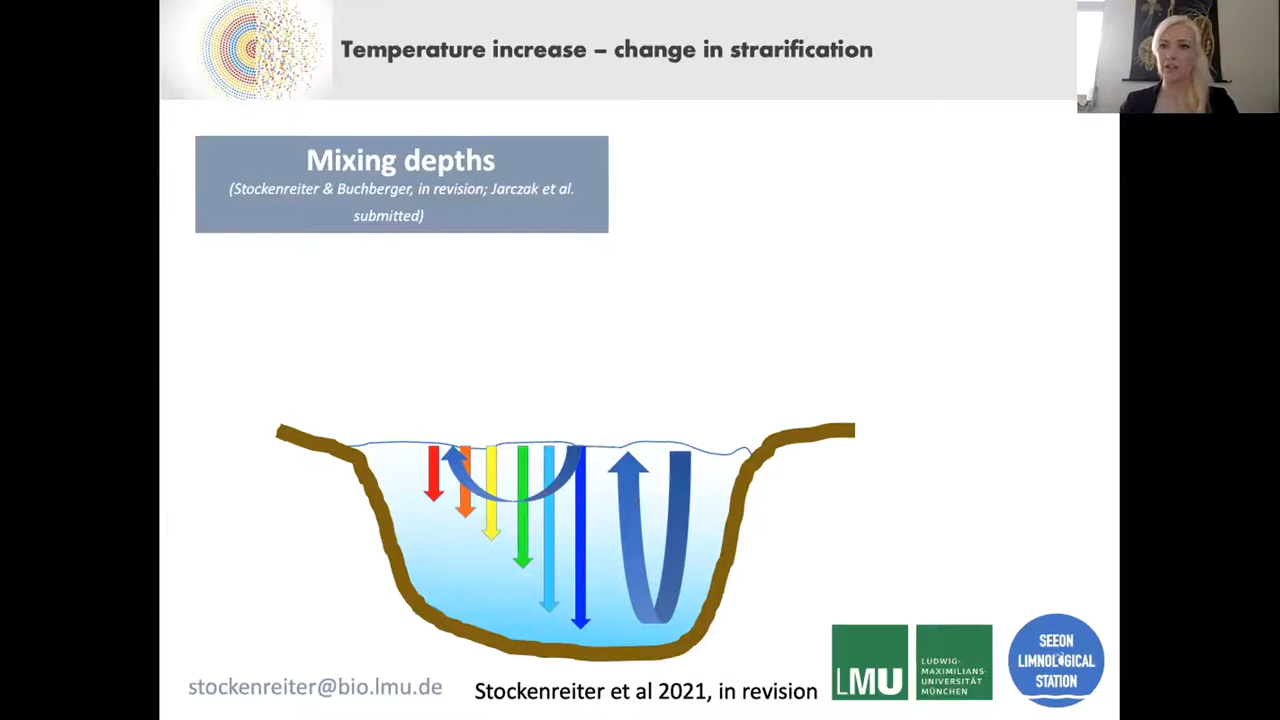 Temperature increase – change in strarification
Mixing depths
(Stockenreiter & Buchberger, in revision; Jarczak et al.
submitted)
stockenreiter@bio.lmu.de
Stockenreiter et al 2021, in revision
LMU
LUDWIG-
MAXIMILIANS-
UNIVERSITÄT
MÜNCHEN
SEEON
LIMNOLOGICAL
STATION